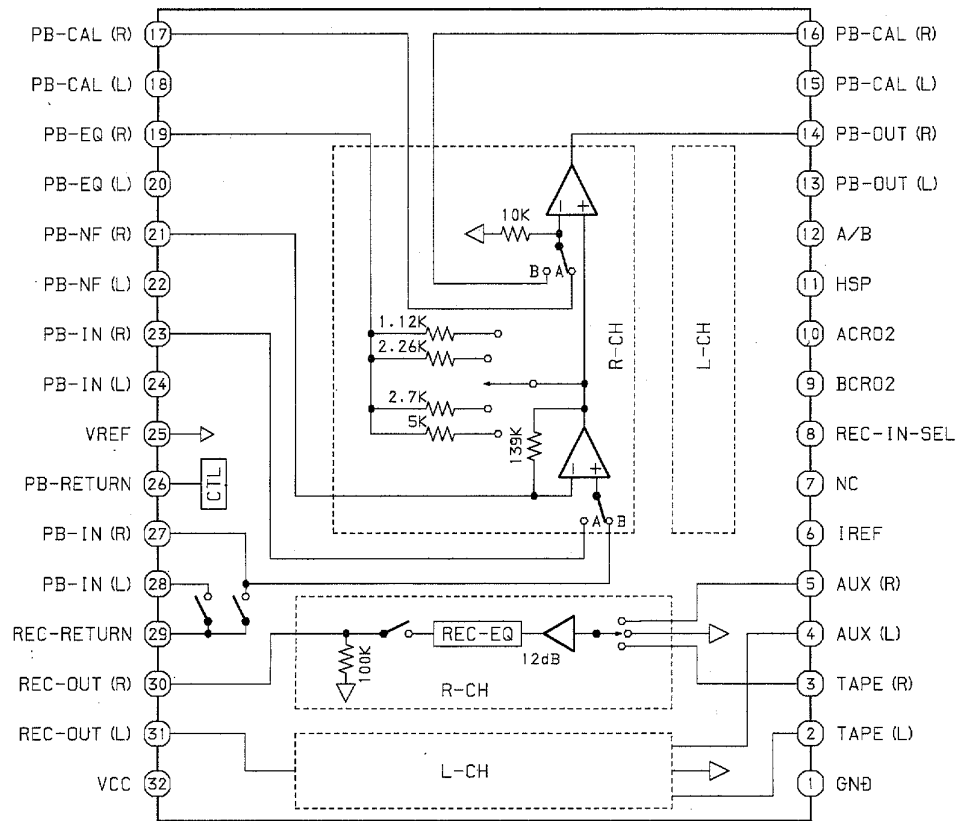 PB-CAL (R) 17
PB-CAL (L) 18
PB-EQ (R) 19
PB-EQ (L) 20
PB-NF (R) 21
PB-NF (L) 22
PB-IN (R) 23
PB-IN (L) 24
VREF 25
PB-RETURN 26
PB-IN (R) 27
PB-IN (L) 28
REC-RETURN 29
REC-OUT (R) 30
REC-OUT (L) 31
VCC 32
CTL
10K
− +
B A
1.12K
2.26K
2.7K
5K
139K
− +
A B
R-CH
L-CH
REC-EQ
12dB
100K
R-CH
L-CH
16 PB-CAL (R)
15 PB-CAL (L)
14 PB-OUT (R)
13 PB-OUT (L)
12 A/B
11 HSP
10 ACRO2
9 BCRO2
8 REC-IN-SEL
7 NC
6 IREF
5 AUX (R)
4 AUX (L)
3 TAPE (R)
2 TAPE (L)
1 GND